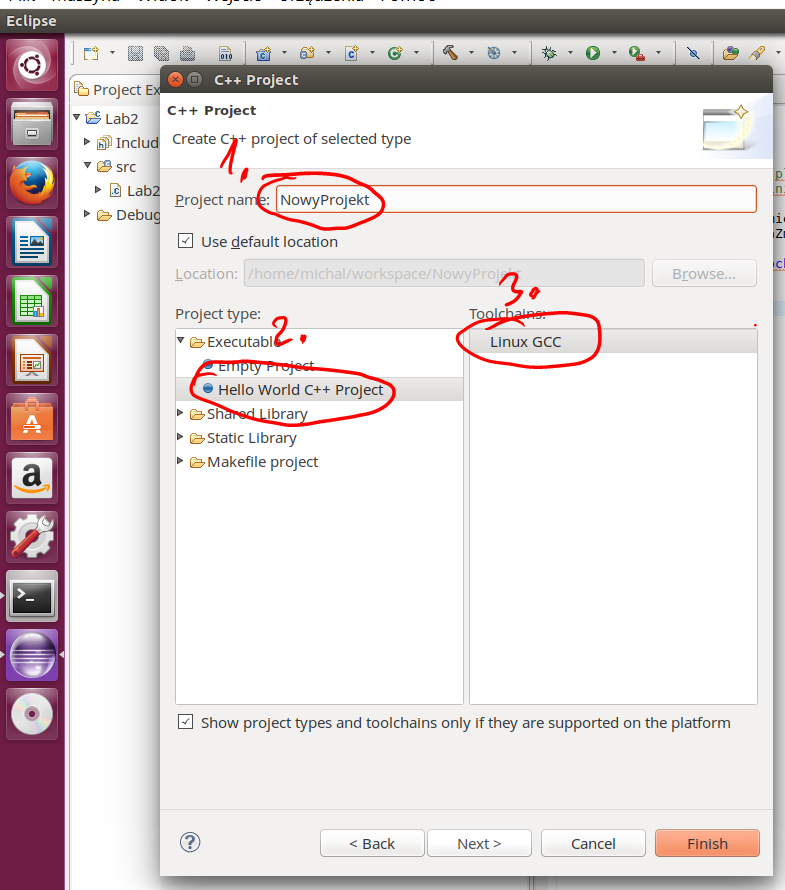 Eclipse
C++ Project
Project Ex
Lab2
Includ
src
Lab2
Debug
C++ Project
Create C++ project of selected type
1.
Project name: NowyProjekt
Use default location
Location: /home/michal/workspace/NowyProjekt
Browse...
3.
Project type:
Toolchains:
2.
Executable
Linux GCC
Empty Project
Hello World C++ Project
Shared Library
Static Library
Makefile project
Show project types and toolchains only if they are supported on the platform
< Back
Next >
Cancel
Finish